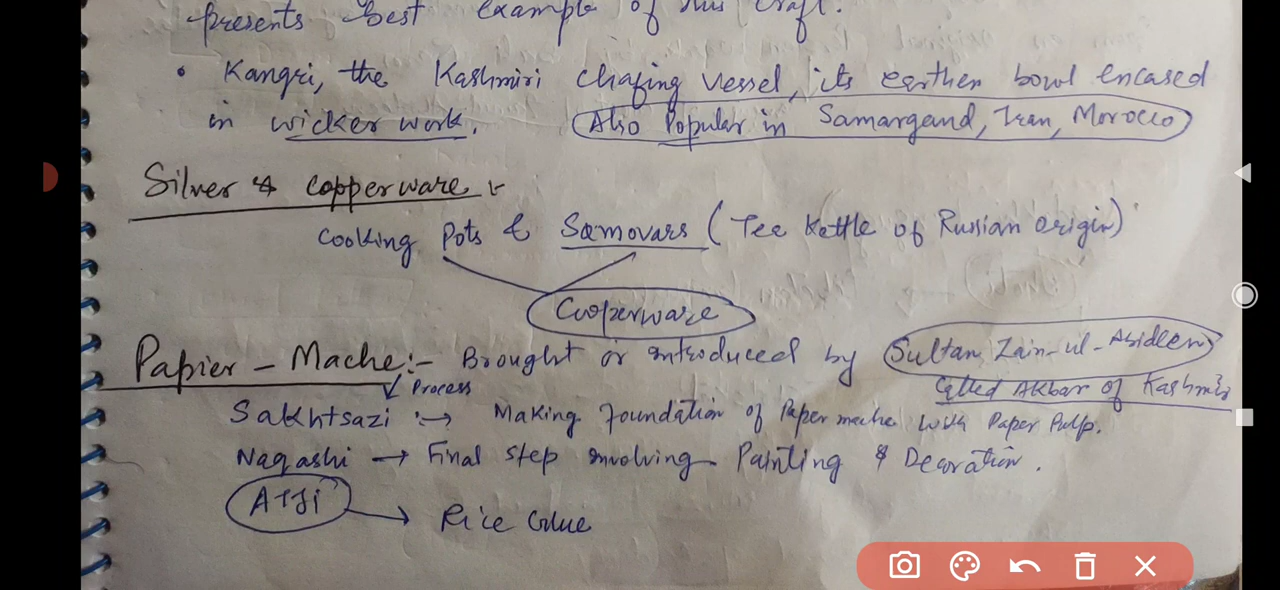 presents best example of this craft.
• Kangri, the Kashmiri chafing vessel, its earthen bowl encased
in wicker work. (Also Popular in Samarqand, Iran, Morocco)
Silver & copperware :-
Cooking Pots & Samovars (Tea Kettle of Russian origin)
Cooperware
Papier - Mache :- Brought or introduced by Sultan Zain-ul-Abideen
Process Called Akbar of Kashmir
Sakhtsazi :→ Making foundation of Paper mache with Paper Pulp.
Naqashi → Final step involving Painting & Decoration.
Atji → Rice Glue